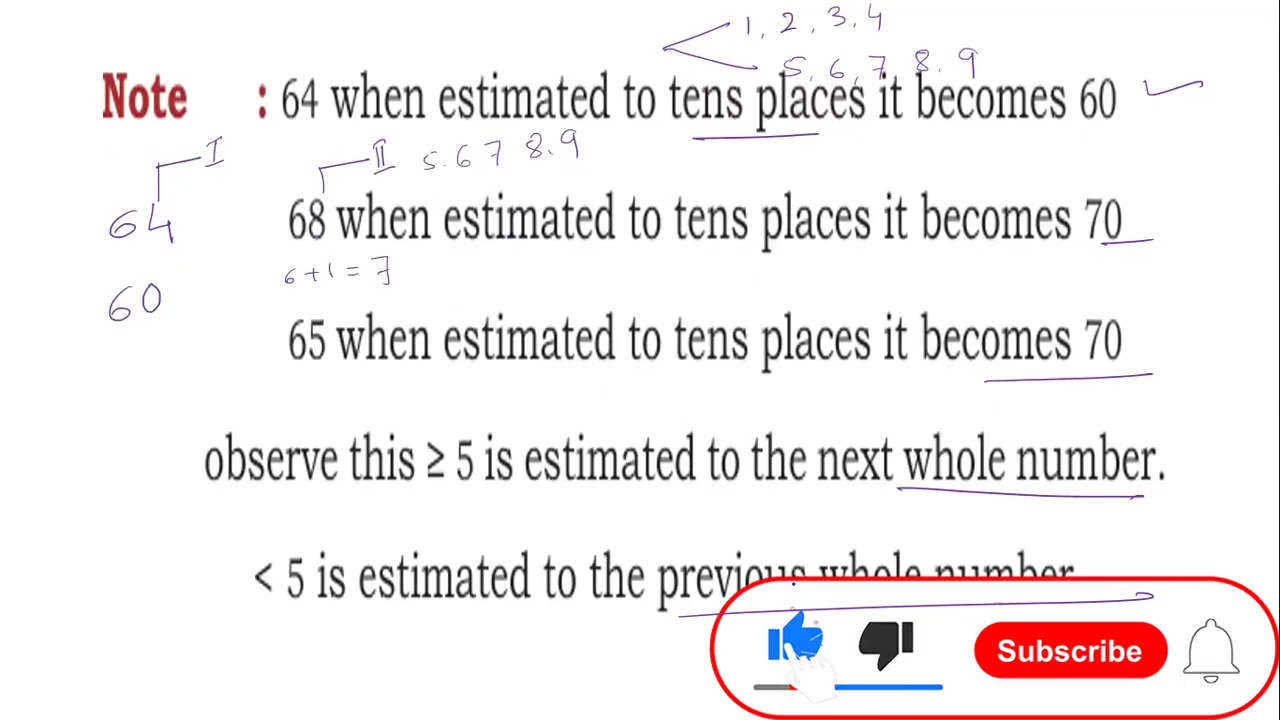 1, 2, 3, 4
5, 6, 7, 8. 9
Note : 64 when estimated to tens places it becomes 60
I
II 5. 6 7 8. 9
64
68 when estimated to tens places it becomes 70
6 + 1 = 7
60
65 when estimated to tens places it becomes 70
observe this ≥ 5 is estimated to the next whole number.
< 5 is estimated to the previous whole number
Subscribe